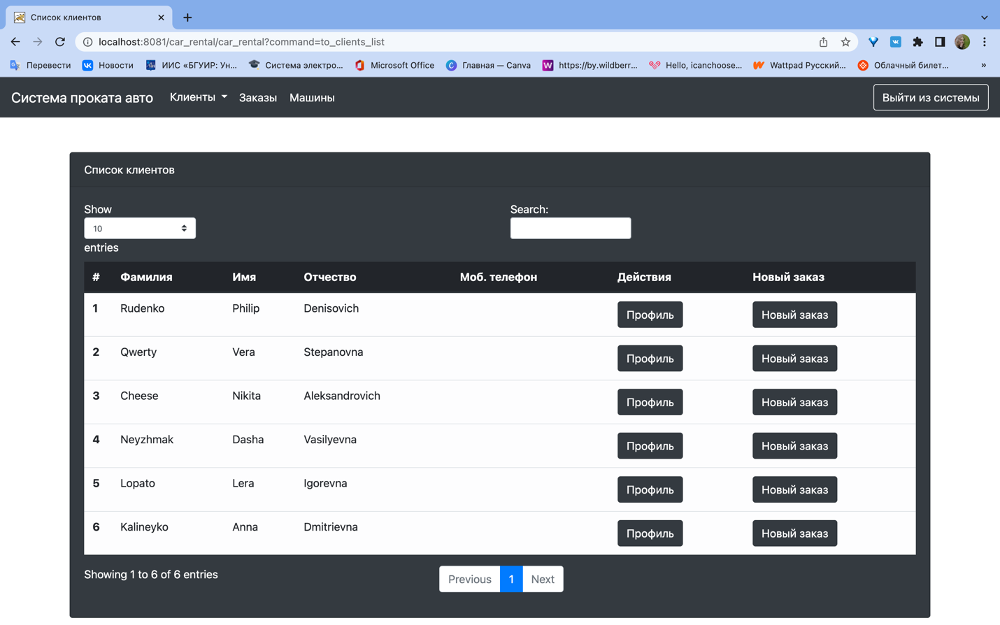 Список клиентов
localhost:8081/car_rental/car_rental?command=to_clients_list
Перевести Новости ИИС «БГУИР: Ун... Система электро... Microsoft Office Главная — Canva https://by.wildberr... Hello, icanchoose... Wattpad Русский... Облачный билет... »
Система проката авто Клиенты Заказы Машины Выйти из системы
Список клиентов
Show Search:
10
entries
# Фамилия Имя Отчество Моб. телефон Действия Новый заказ
1 Rudenko Philip Denisovich Профиль Новый заказ
2 Qwerty Vera Stepanovna Профиль Новый заказ
3 Cheese Nikita Aleksandrovich Профиль Новый заказ
4 Neyzhmak Dasha Vasilyevna Профиль Новый заказ
5 Lopato Lera Igorevna Профиль Новый заказ
6 Kalineyko Anna Dmitrievna Профиль Новый заказ
Showing 1 to 6 of 6 entries Previous 1 Next